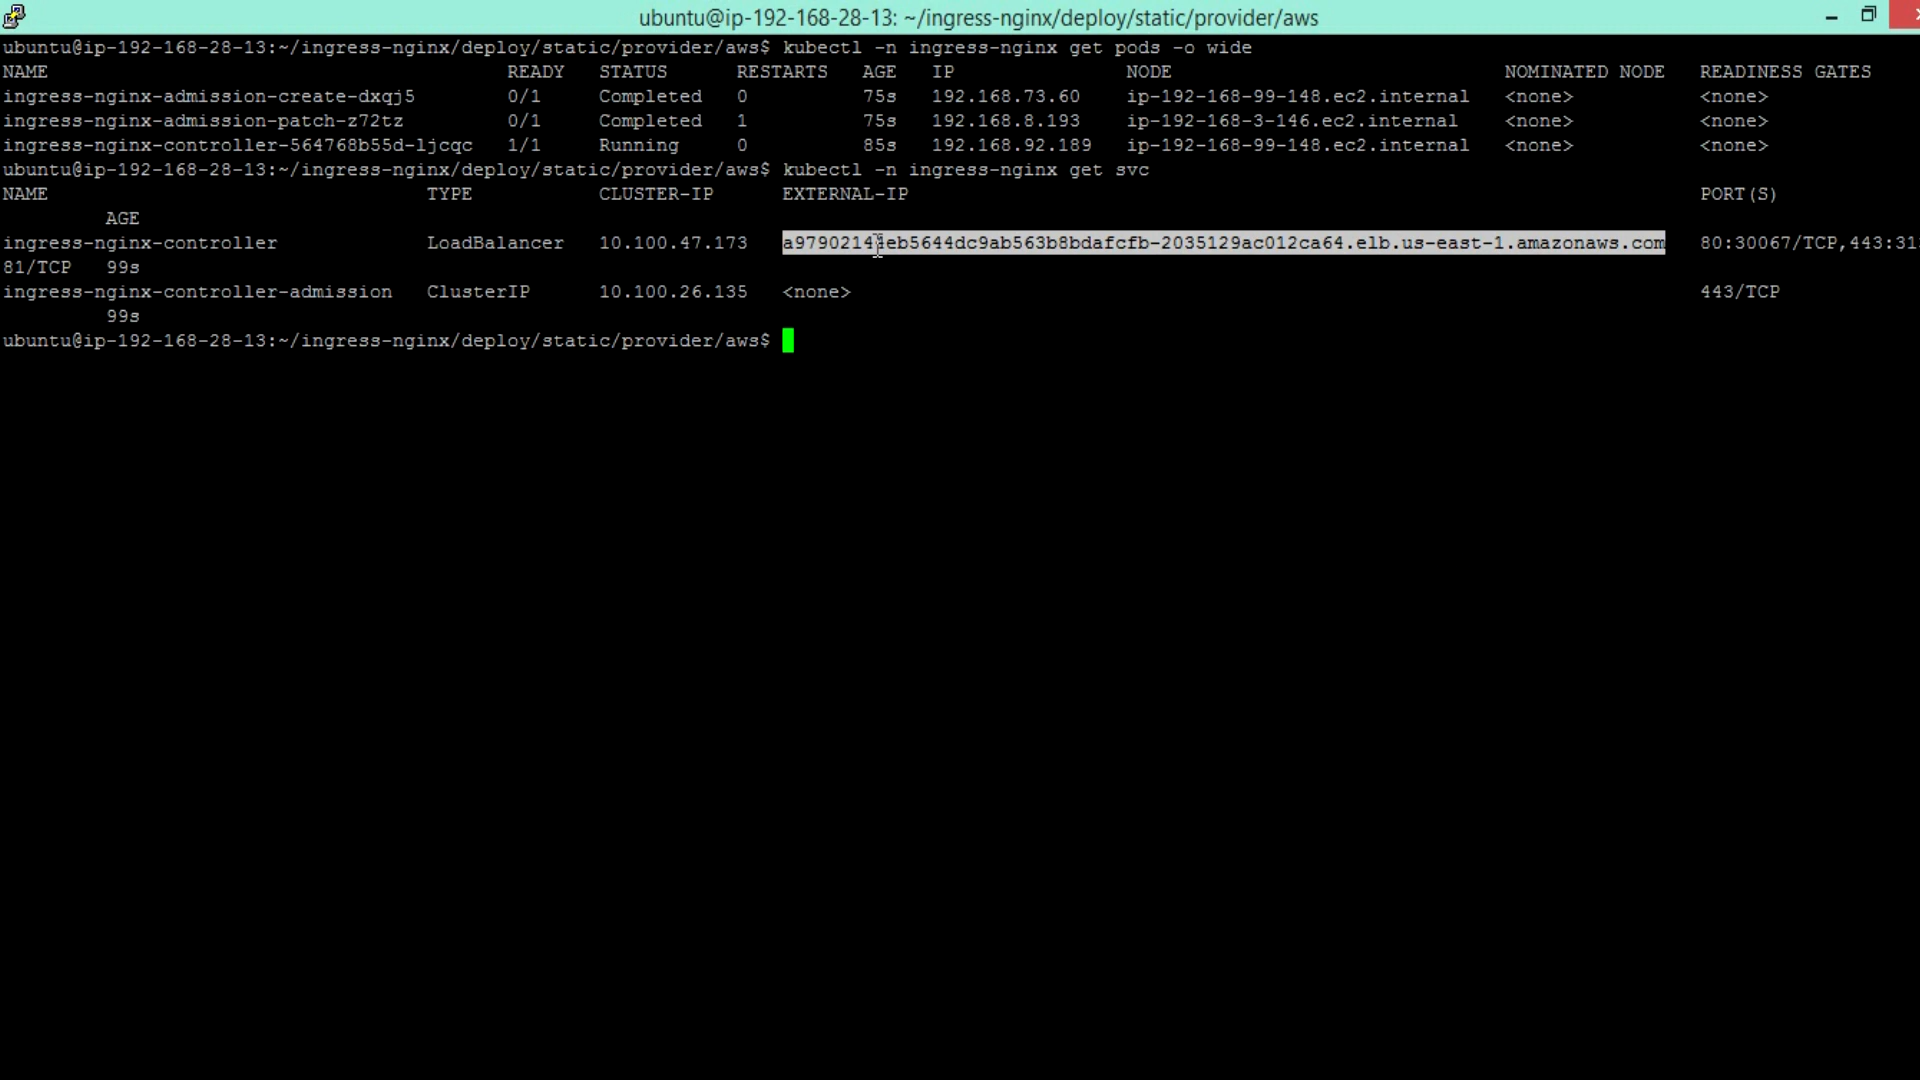 ubuntu@ip-192-168-28-13: ~/ingress-nginx/deploy/static/provider/aws
ubuntu@ip-192-168-28-13:~/ingress-nginx/deploy/static/provider/aws$ kubectl -n ingress-nginx get pods -o wide
NAME READY STATUS RESTARTS AGE IP NODE NOMINATED NODE READINESS GATES
ingress-nginx-admission-create-dxqj5 0/1 Completed 0 75s 192.168.73.60 ip-192-168-99-148.ec2.internal <none> <none>
ingress-nginx-admission-patch-z72tz 0/1 Completed 1 75s 192.168.8.193 ip-192-168-3-146.ec2.internal <none> <none>
ingress-nginx-controller-564768b55d-ljcqc 1/1 Running 0 85s 192.168.92.189 ip-192-168-99-148.ec2.internal <none> <none>
ubuntu@ip-192-168-28-13:~/ingress-nginx/deploy/static/provider/aws$ kubectl -n ingress-nginx get svc
NAME TYPE CLUSTER-IP EXTERNAL-IP PORT(S)
AGE
ingress-nginx-controller LoadBalancer 10.100.47.173 80:30067/TCP,443:31
81/TCP 99s
ingress-nginx-controller-admission ClusterIP 10.100.26.135 <none> 443/TCP
99s
ubuntu@ip-192-168-28-13:~/ingress-nginx/deploy/static/provider/aws$